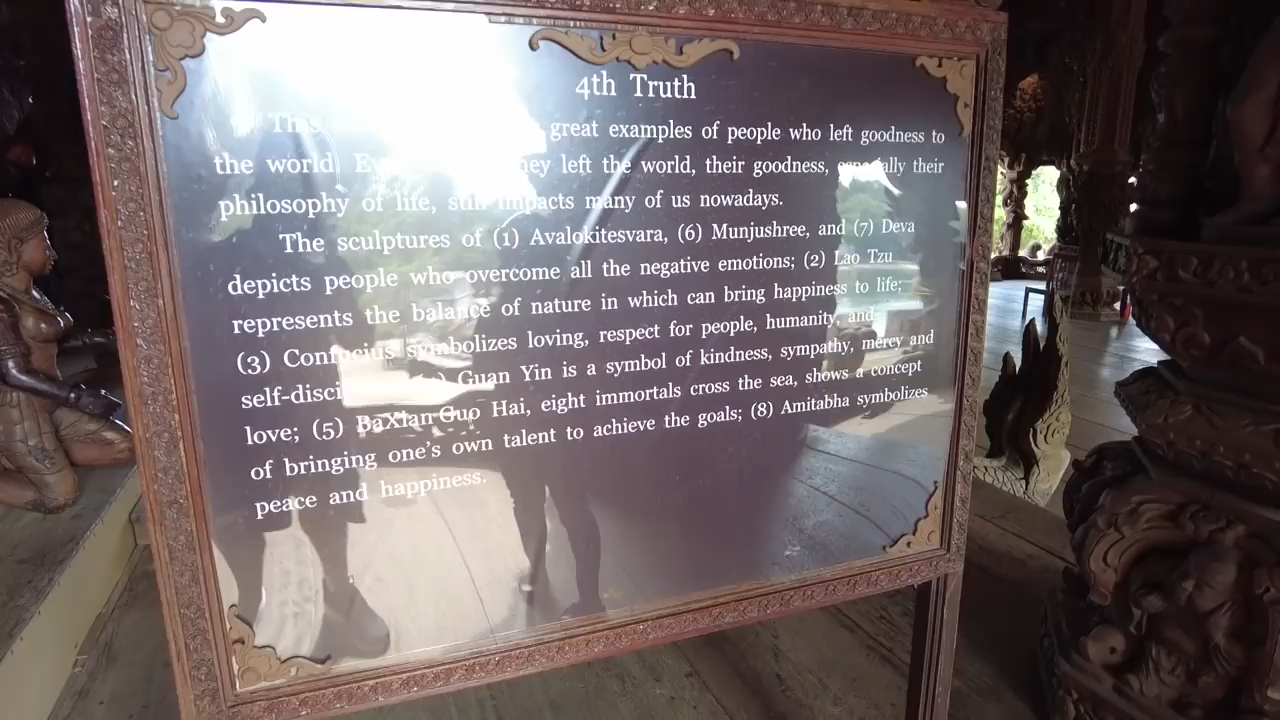 4th Truth
This great examples of people who left goodness to
the world. they left the world, their goodness, especially their
philosophy of life, still impacts many of us nowadays.
The sculptures of (1) Avalokitesvara, (6) Munjushree, and (7) Deva
depicts people who overcome all the negative emotions; (2) Lao Tzu
represents the balance of nature in which can bring happiness to life;
(3) Confucius symbolizes loving, respect for people, humanity, and
self-disci Guan Yin is a symbol of kindness, sympathy, mercy and
love; (5) BaXian Guo Hai, eight immortals cross the sea, shows a concept
of bringing one's own talent to achieve the goals; (8) Amitabha symbolizes
peace and happiness.